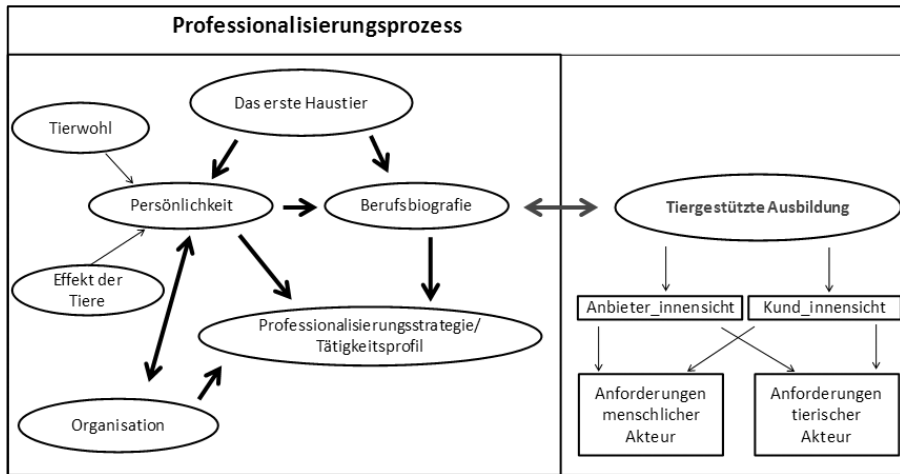 Professionalisierungsprozess
Das erste Haustier
Tierwohl
Persönlichkeit
Berufsbiografie
Tiergestützte Ausbildung
Effekt der
Tiere
Anbieter_innensicht
Kund_innensicht
Professionalisierungsstrategie/
Tätigkeitsprofil
Organisation
Anforderungen
menschlicher
Akteur
Anforderungen
tierischer
Akteur